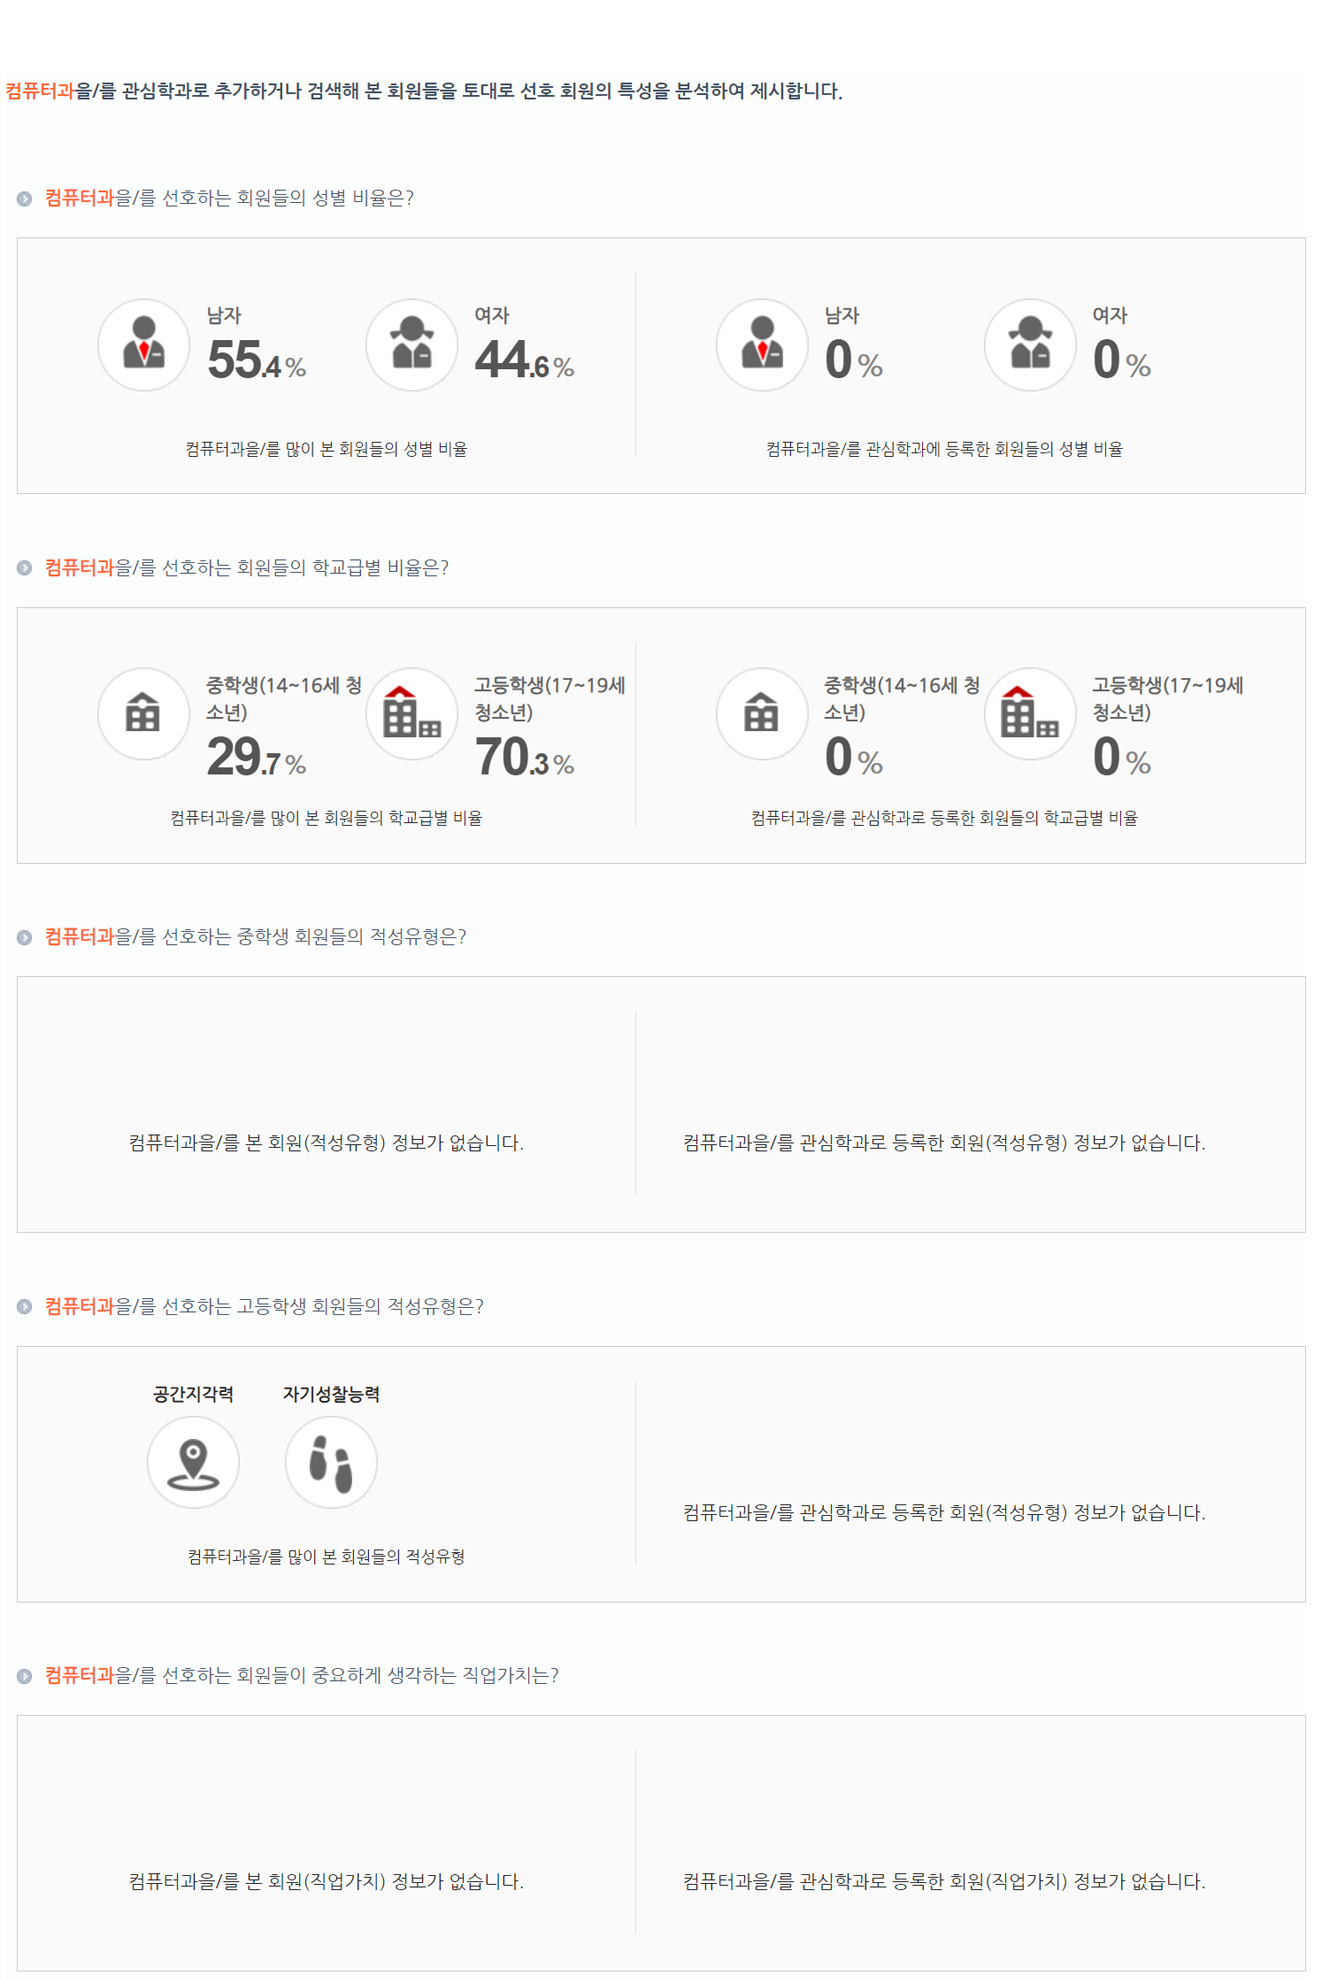 컴퓨터과을/를 관심학과로 추가하거나 검색해 본 회원들을 토대로 선호 회원의 특성을 분석하여 제시합니다.
컴퓨터과을/를 선호하는 회원들의 성별 비율은?
남자
55.4%
여자
44.6%
컴퓨터과을/를 많이 본 회원들의 성별 비율
남자
0%
여자
0%
컴퓨터과을/를 관심학과에 등록한 회원들의 성별 비율
컴퓨터과을/를 선호하는 회원들의 학교급별 비율은?
중학생(14~16세 청
소년)
29.7%
고등학생(17~19세
청소년)
70.3%
컴퓨터과을/를 많이 본 회원들의 학교급별 비율
중학생(14~16세 청
소년)
0%
고등학생(17~19세
청소년)
0%
컴퓨터과을/를 관심학과로 등록한 회원들의 학교급별 비율
컴퓨터과을/를 선호하는 중학생 회원들의 적성유형은?
컴퓨터과을/를 본 회원(적성유형) 정보가 없습니다.
컴퓨터과을/를 관심학과로 등록한 회원(적성유형) 정보가 없습니다.
컴퓨터과을/를 선호하는 고등학생 회원들의 적성유형은?
공간지각력
자기성찰능력
컴퓨터과을/를 많이 본 회원들의 적성유형
컴퓨터과을/를 관심학과로 등록한 회원(적성유형) 정보가 없습니다.
컴퓨터과을/를 선호하는 회원들이 중요하게 생각하는 직업가치는?
컴퓨터과을/를 본 회원(직업가치) 정보가 없습니다.
컴퓨터과을/를 관심학과로 등록한 회원(직업가치) 정보가 없습니다.